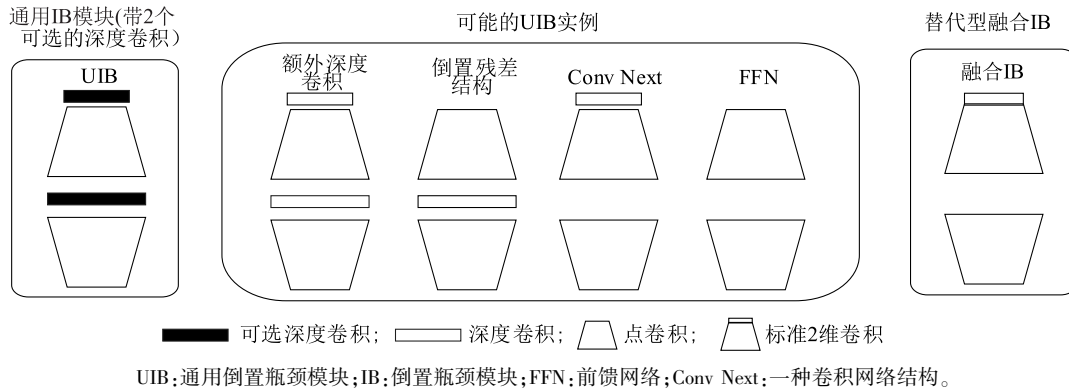 通用IB模块(带2个
可选的深度卷积)
可能的UIB实例
替代型融合IB
UIB
额外深度
卷积
倒置残差
结构
Conv Next
FFN
融合IB
可选深度卷积;
深度卷积;
点卷积;
标准2维卷积
UIB:通用倒置瓶颈模块;IB:倒置瓶颈模块;FFN:前馈网络;Conv Next:一种卷积网络结构。